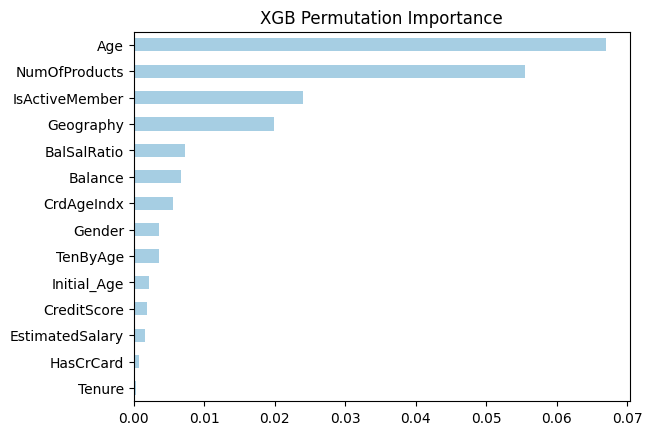 XGB Permutation Importance
Age
NumOfProducts
IsActiveMember
Geography
BalSalRatio
Balance
CrdAgeIndx
Gender
TenByAge
Initial_Age
CreditScore
EstimatedSalary
HasCrCard
Tenure
0.00 0.01 0.02 0.03 0.04 0.05 0.06 0.07